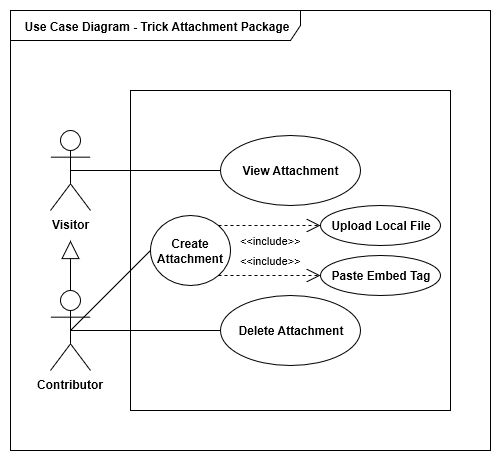 Use Case Diagram - Trick Attachment Package
View Attachment
Visitor
Create
Attachment
Upload Local File
<<include>>
<<include>>
Paste Embed Tag
Delete Attachment
Contributor